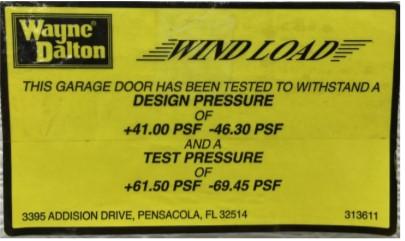 Wayne® Dalton
WIND LOAD
THIS GARAGE DOOR HAS BEEN TESTED TO WITHSTAND A
DESIGN PRESSURE
OF
+41.00 PSF -46.30 PSF
AND A
TEST PRESSURE
OF
+61.50 PSF -69.45 PSF
3395 ADDISION DRIVE, PENSACOLA, FL 32514 313611